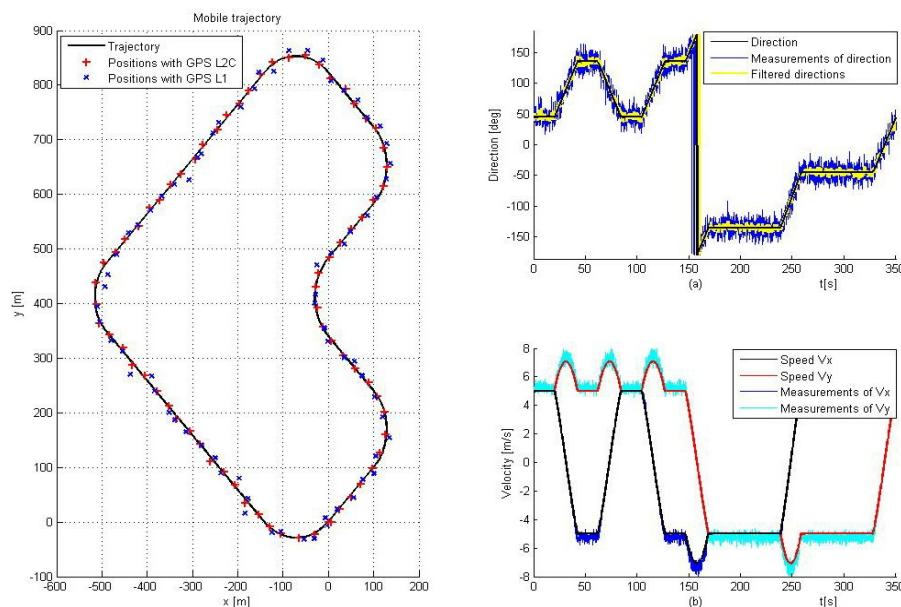 Mobile trajectory
900
800
700
600
500
400
300
200
100
0
-100
y [m]
Trajectory
Positions with GPS L2C
Positions with GPS L1
-600 -500 -400 -300 -200 -100 0 100 200
x [m]
150
100
50
0
-50
-100
-150
Direction [deg]
Direction
Measurements of direction
Filtered directions
0 50 100 150 200 250 300 350
(a) t[s]
8
6
4
2
0
-2
-4
-6
-8
Velocity [m/s]
Speed Vx
Speed Vy
Measurements of Vx
Measurements of Vy
0 50 100 150 200 250 300 350
(b) t[s]